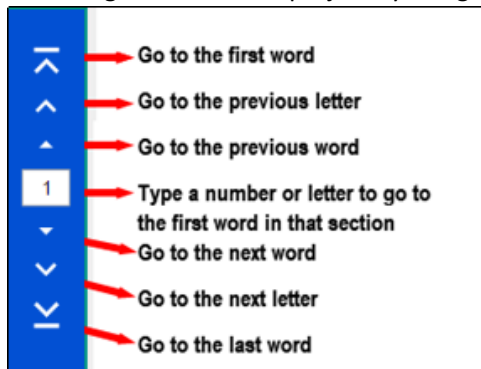 Go to the first word
Go to the previous letter
Go to the previous word
1
Type a number or letter to go to
the first word in that section
Go to the next word
Go to the next letter
Go to the last word